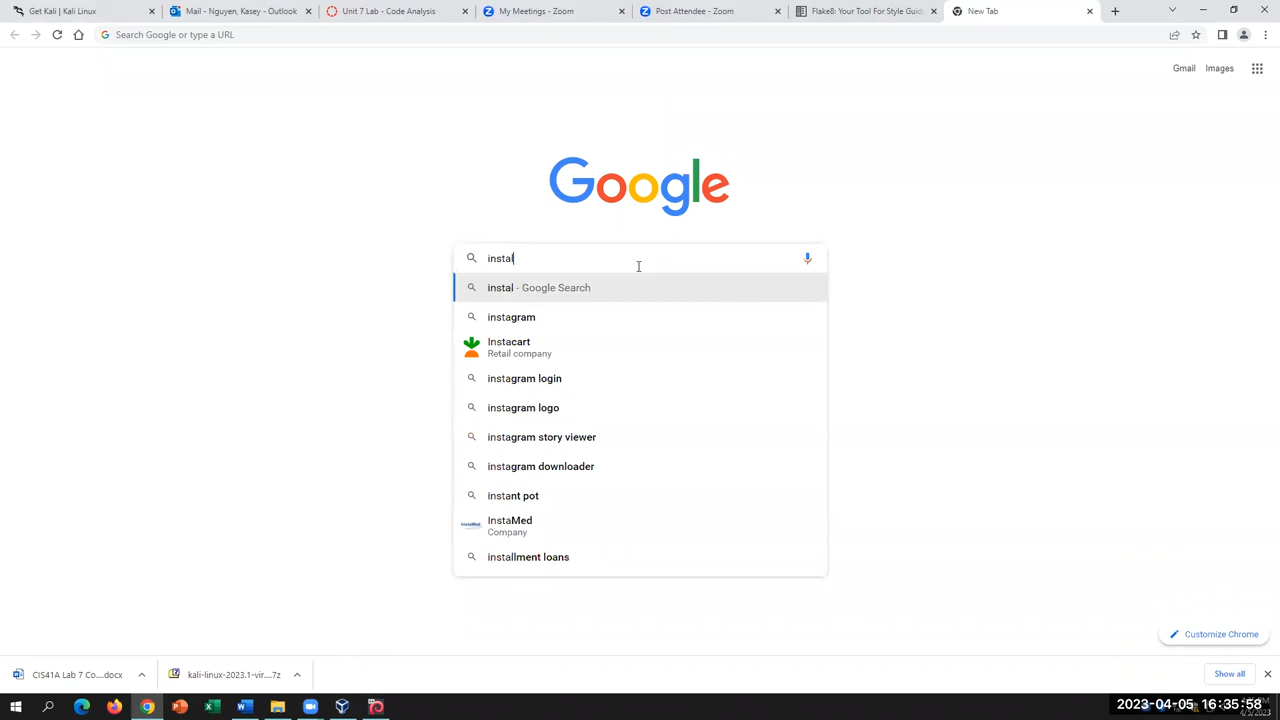 Get Kali | Kali Linux
Mail - Nguyen, Kasey - Outlook
Unit 7 Lab - Code Analysis
My Meetings - Zoom
Post Attendee - Zoom
Flake8: Your Tool For Style Guid
New Tab
Search Google or type a URL
Gmail Images
Google
instal
instal - Google Search
instagram
Instacart
Retail company
instagram login
instagram logo
instagram story viewer
instagram downloader
instant pot
InstaMed
Company
installment loans
Customize Chrome
CIS41A Lab 7 Co....docx
kali-linux-2023.1-vir....7z
Show all
2023-04-05 16:35:58
4/5/2023